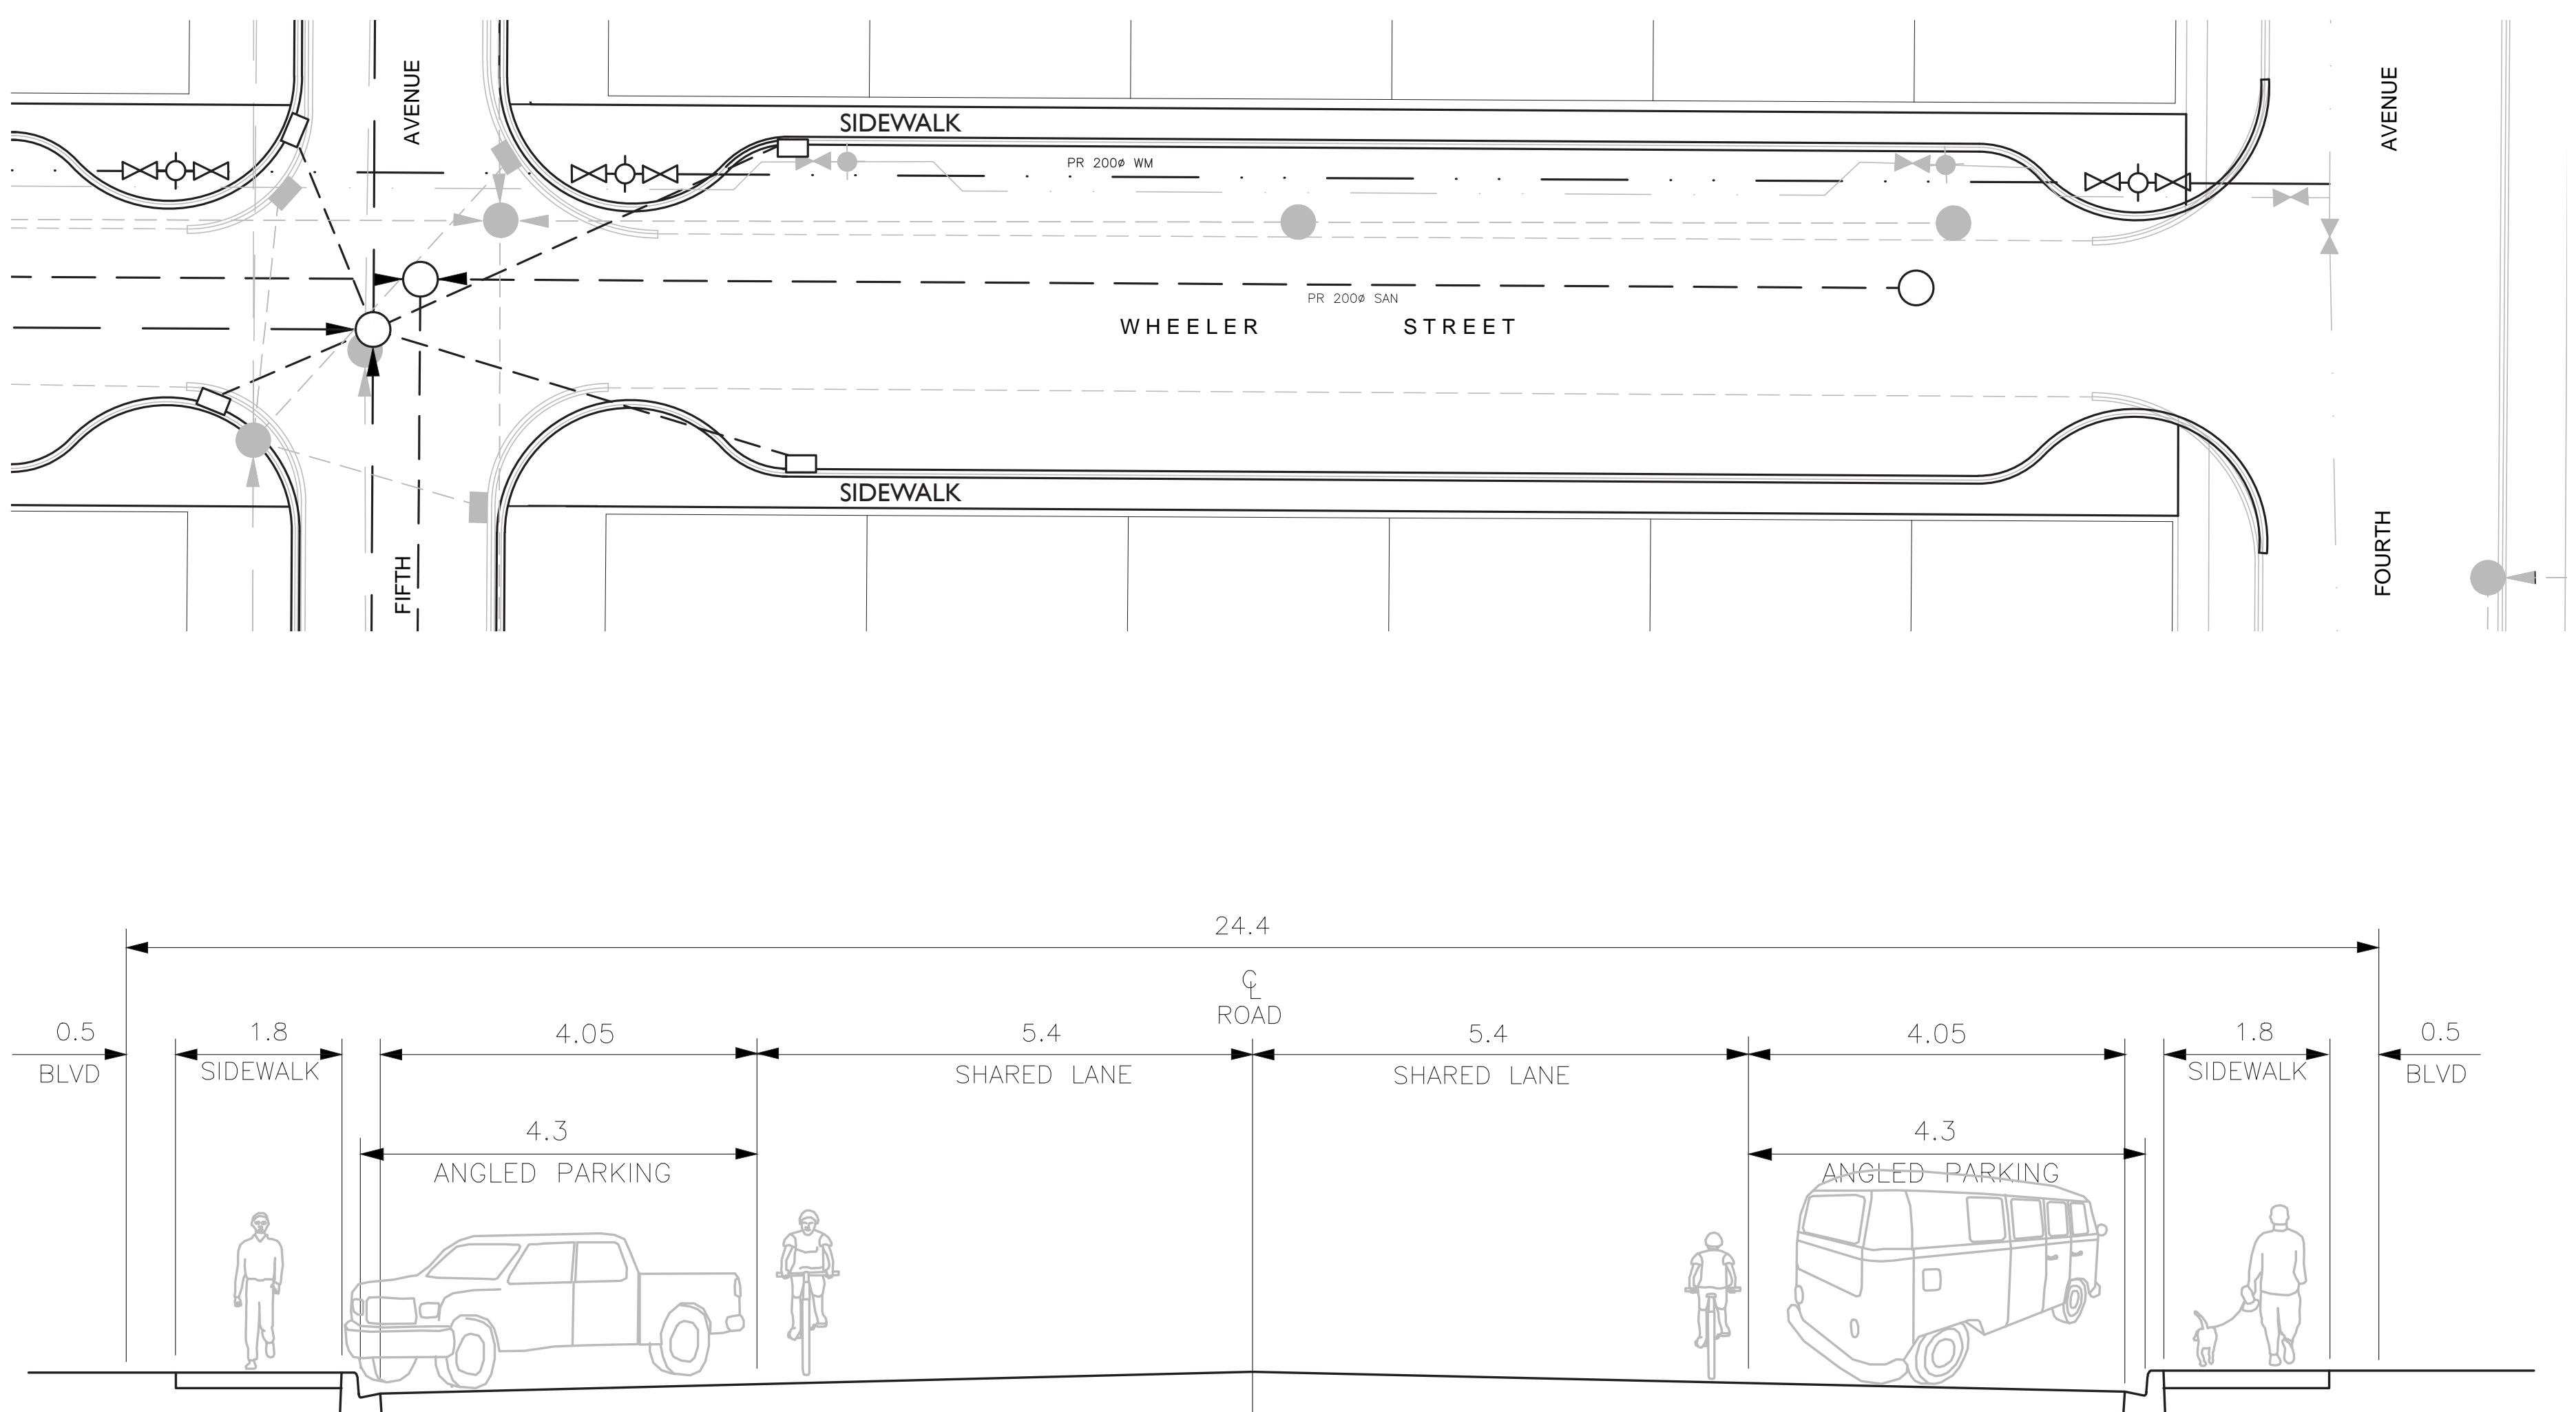 AVENUE
AVENUE
SIDEWALK
PR 200ø WM
PR 200ø SAN
WHEELER STREET
SIDEWALK
FIFTH
FOURTH
24.4
℄
ROAD
0.5
1.8
4.05
5.4
5.4
4.05
1.8
0.5
BLVD
SIDEWALK
SHARED LANE
SHARED LANE
SIDEWALK
BLVD
4.3
4.3
ANGLED PARKING
ANGLED PARKING